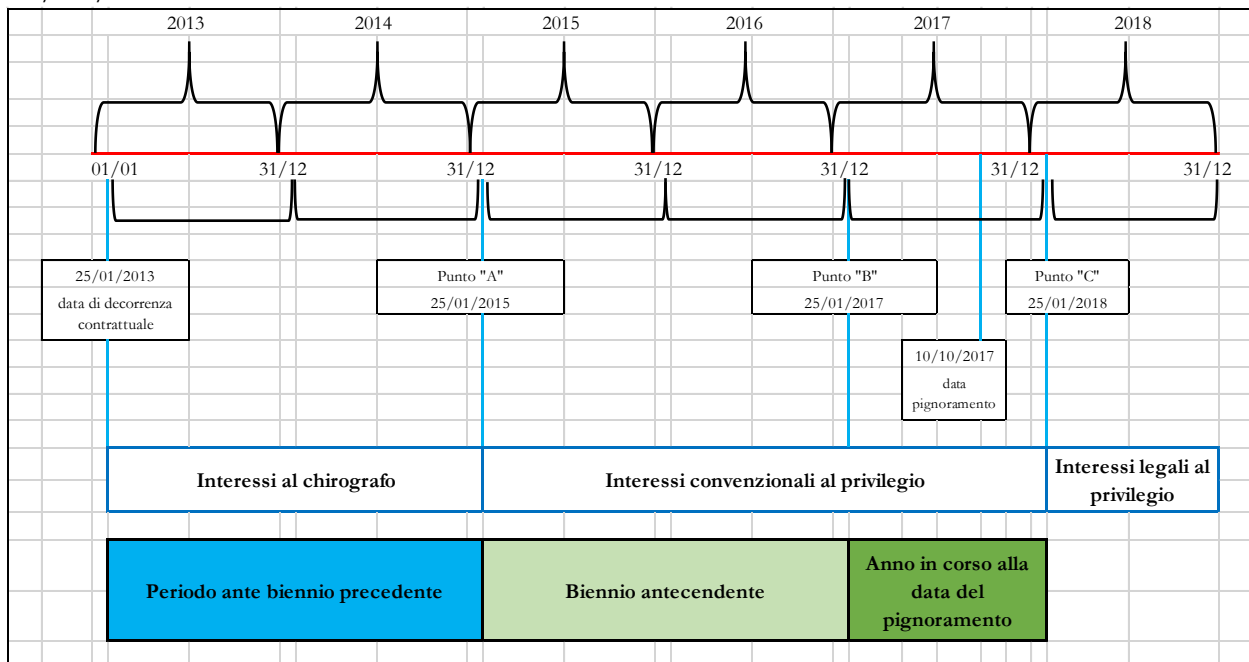 2013 2014 2015 2016 2017 2018
01/01 31/12 31/12 31/12 31/12 31/12 31/12
25/01/2013
data di decorrenza
contrattuale
Punto "A"
25/01/2015
Punto "B"
25/01/2017
Punto "C"
25/01/2018
10/10/2017
data
pignoramento
Interessi al chirografo
Interessi convenzionali al privilegio
Interessi legali al
privilegio
Periodo ante biennio precedente
Biennio antecendente
Anno in corso alla
data del
pignoramento